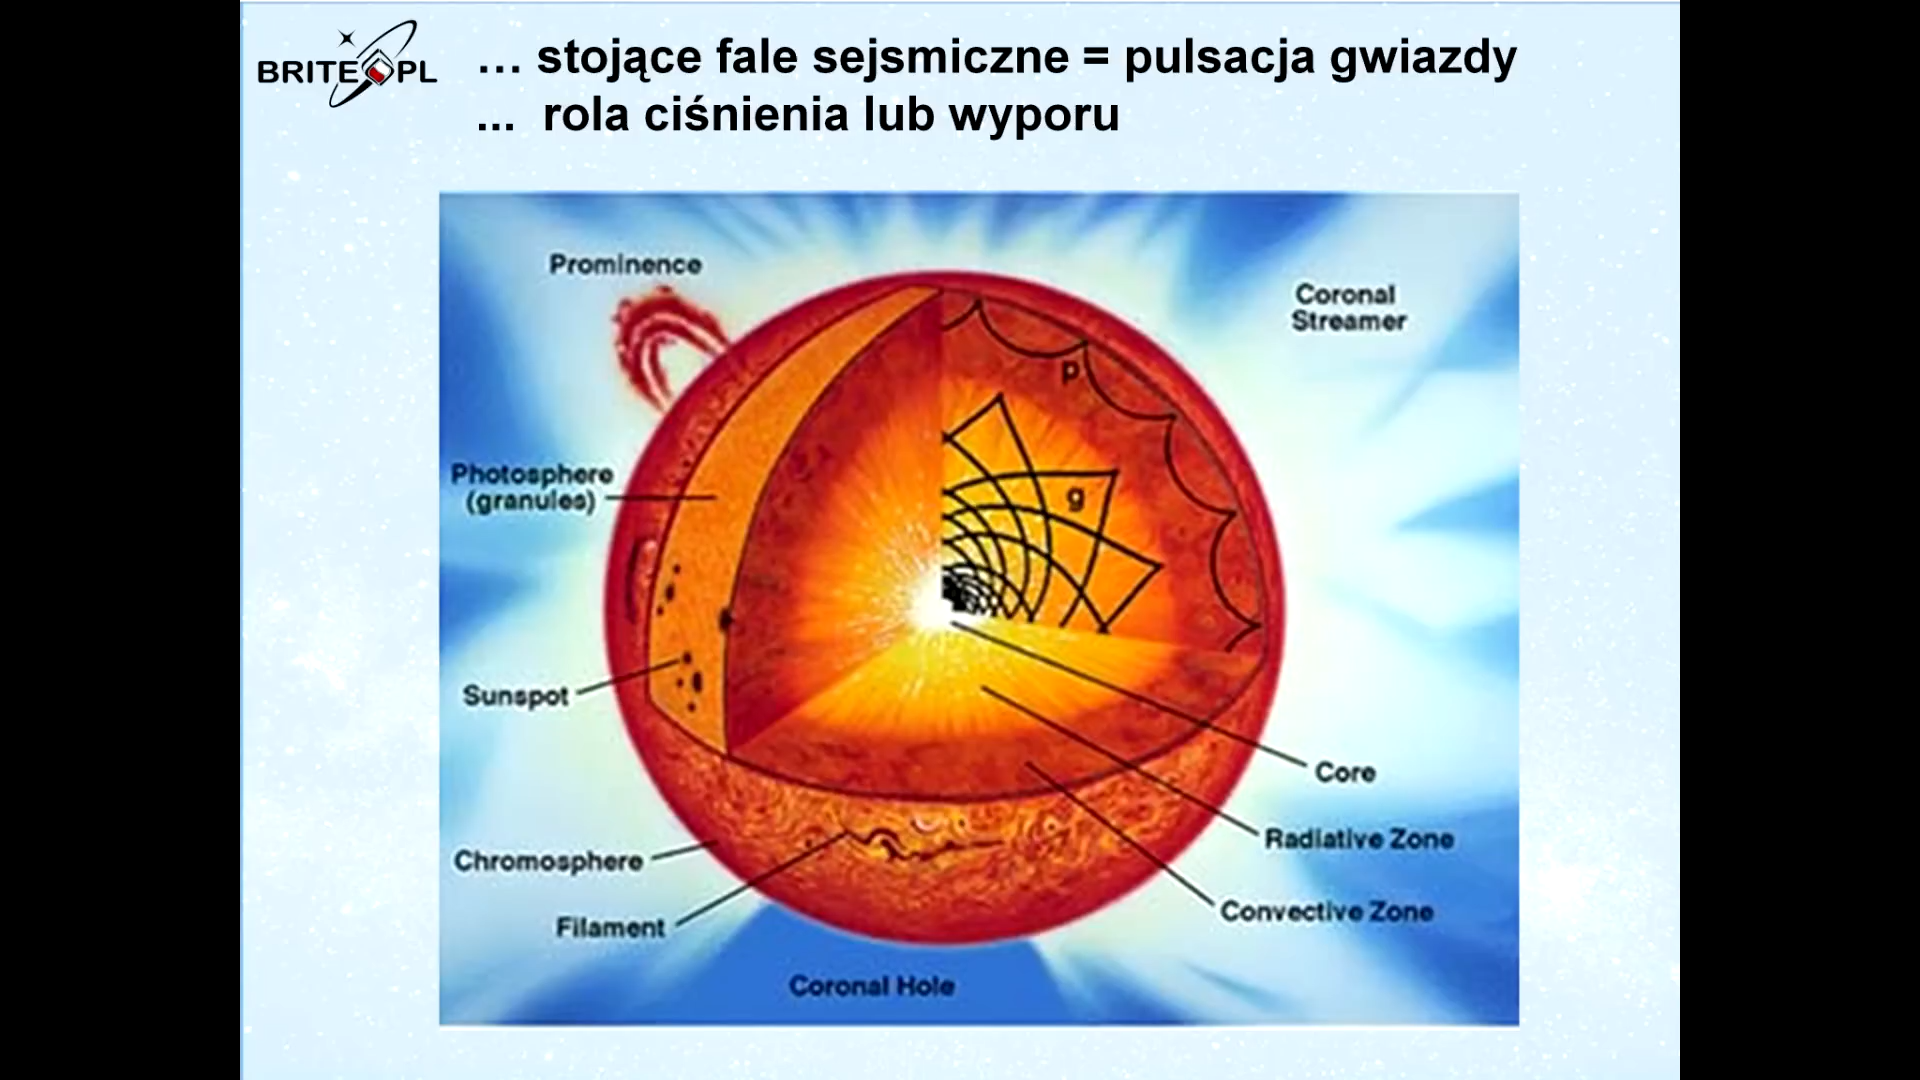 BRITE PL
… stojące fale sejsmiczne = pulsacja gwiazdy
... rola ciśnienia lub wyporu
Prominence
Coronal
Streamer
p
Photosphere
(granules)
g
Sunspot
Core
Radiative Zone
Chromosphere
Convective Zone
Filament
Coronal Hole